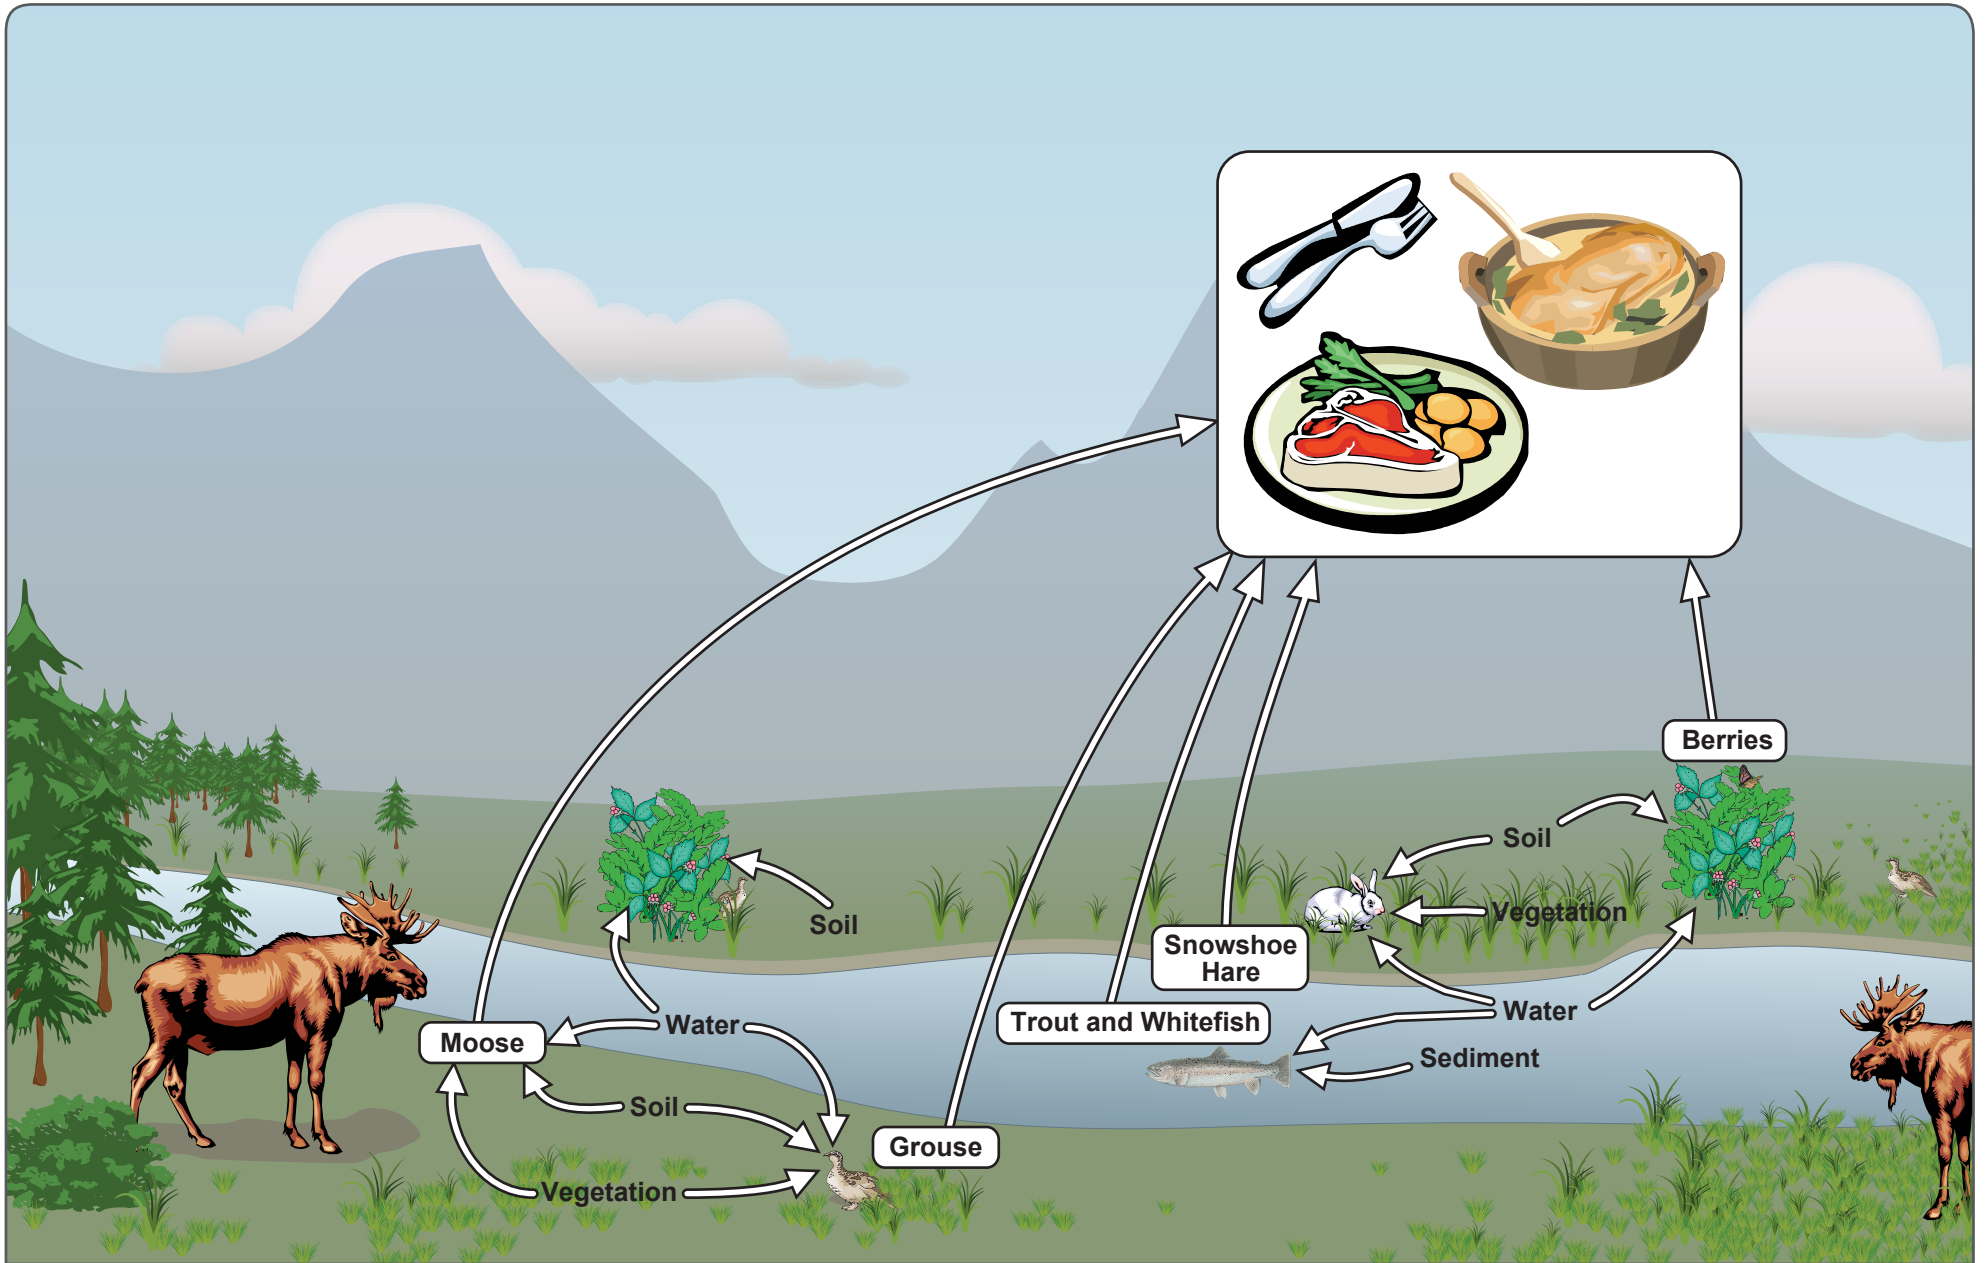 Berries
Soil
Soil
Vegetation
Snowshoe
Hare
Trout and Whitefish
Water
Water
Moose
Sediment
Soil
Grouse
Vegetation